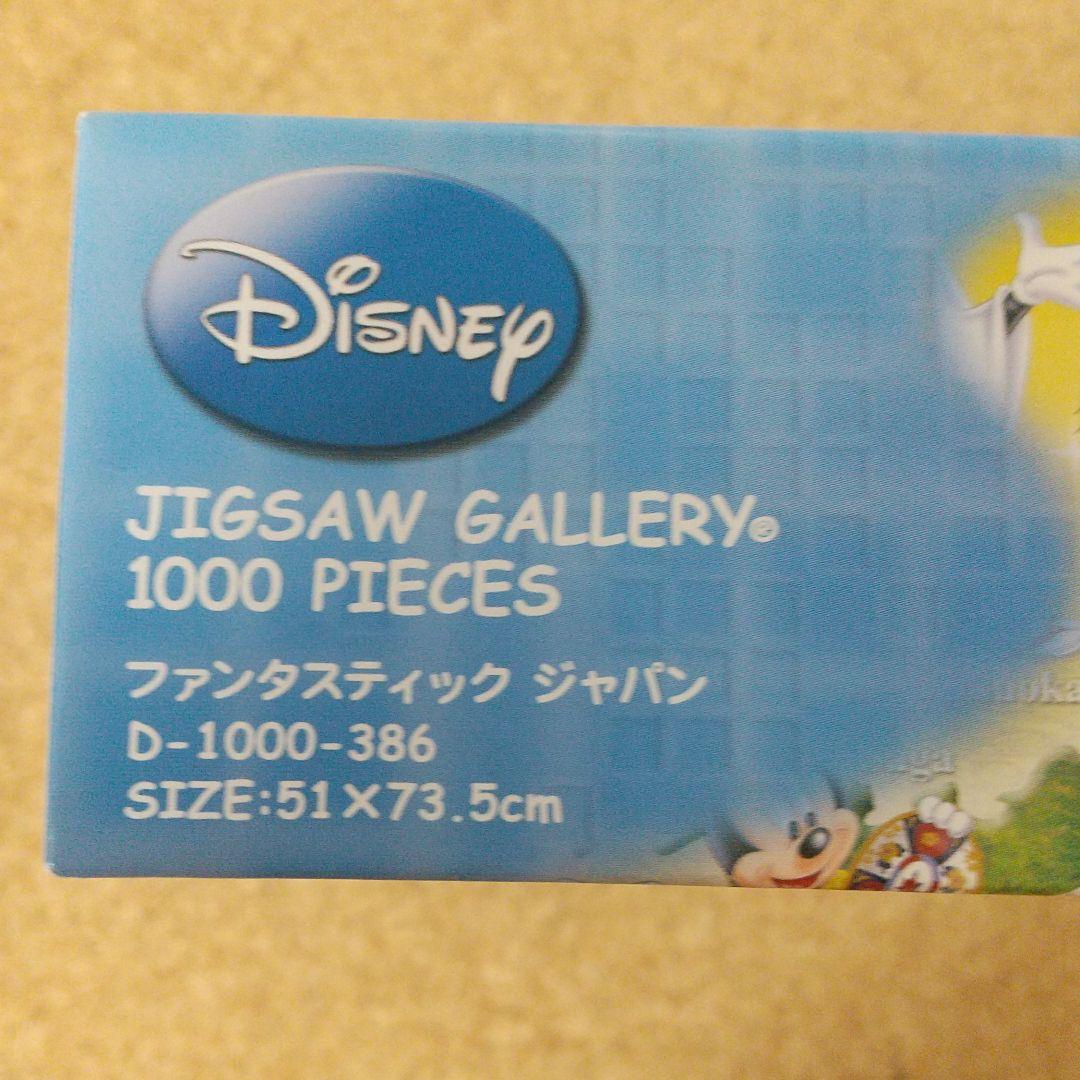 Disney
JIGSAW GALLERY®
1000 PIECES
ファンタスティック ジャパン
D-1000-386
SIZE:51×73.5cm